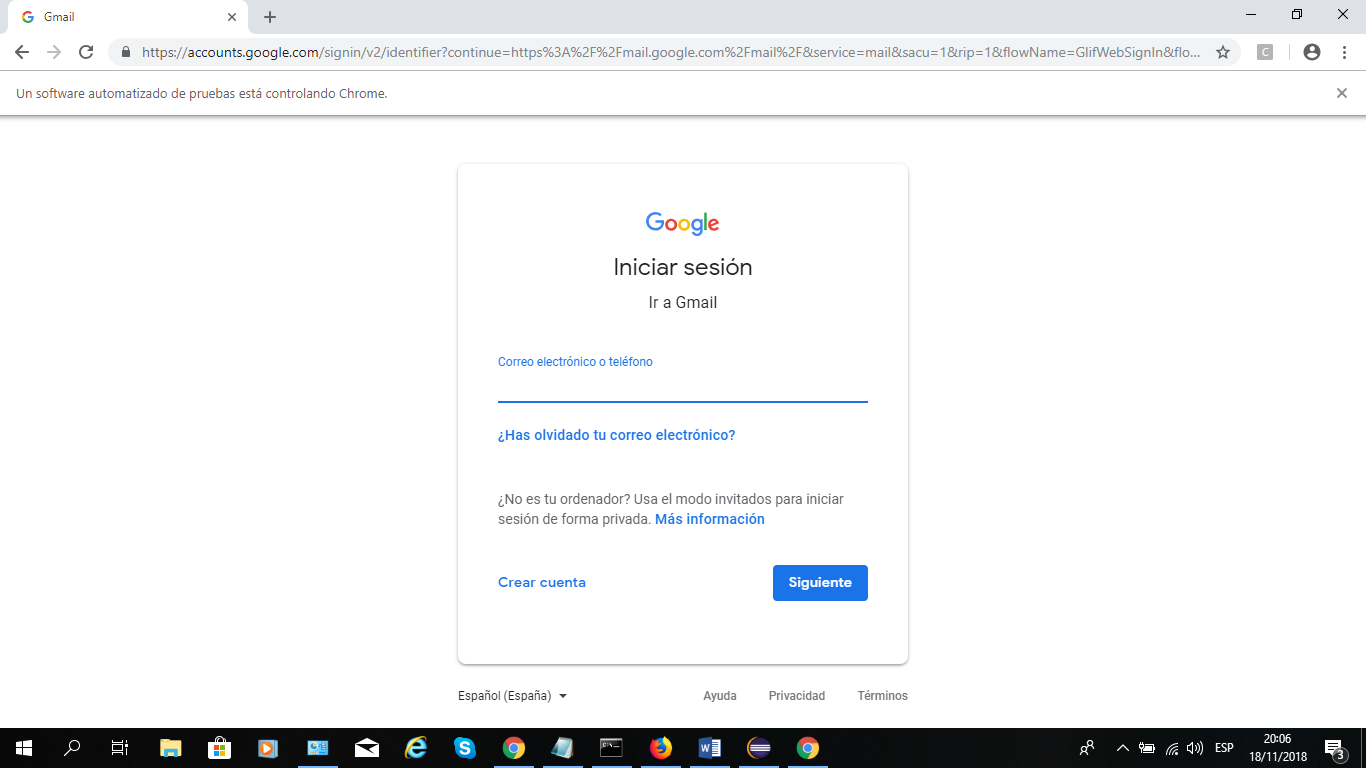 Gmail
https://accounts.google.com/signin/v2/identifier?continue=https%3A%2F%2Fmail.google.com%2Fmail%2F&service=mail&sacu=1&rip=1&flowName=GlifWebSignIn&flo...
C
Un software automatizado de pruebas está controlando Chrome.
Google
Iniciar sesión
Ir a Gmail
Correo electrónico o teléfono
¿Has olvidado tu correo electrónico?
¿No es tu ordenador? Usa el modo invitados para iniciar
sesión de forma privada. Más información
Crear cuenta
Siguiente
Español (España)
Ayuda Privacidad Términos
ESP
20:06
18/11/2018
3